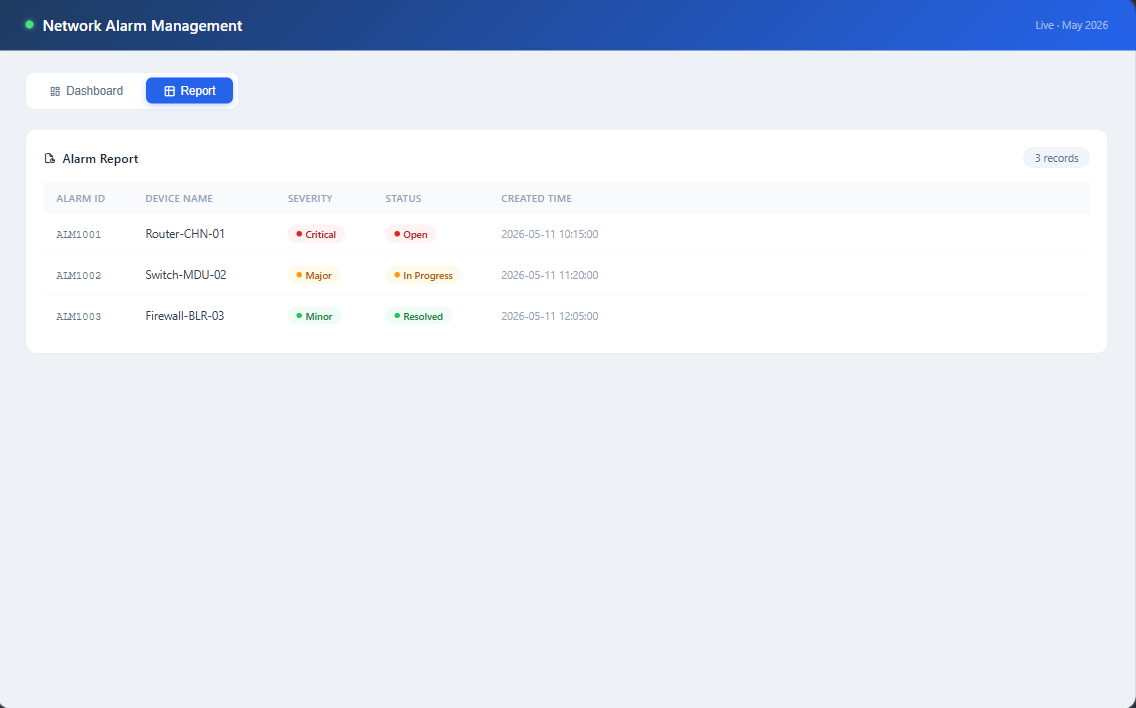 Network Alarm Management
Live · May 2026
Dashboard
Report
Alarm Report
3 records
ALARM ID DEVICE NAME SEVERITY STATUS CREATED TIME
ALM1001 Router-CHN-01 Critical Open 2026-05-11 10:15:00
ALM1002 Switch-MDU-02 Major In Progress 2026-05-11 11:20:00
ALM1003 Firewall-BLR-03 Minor Resolved 2026-05-11 12:05:00